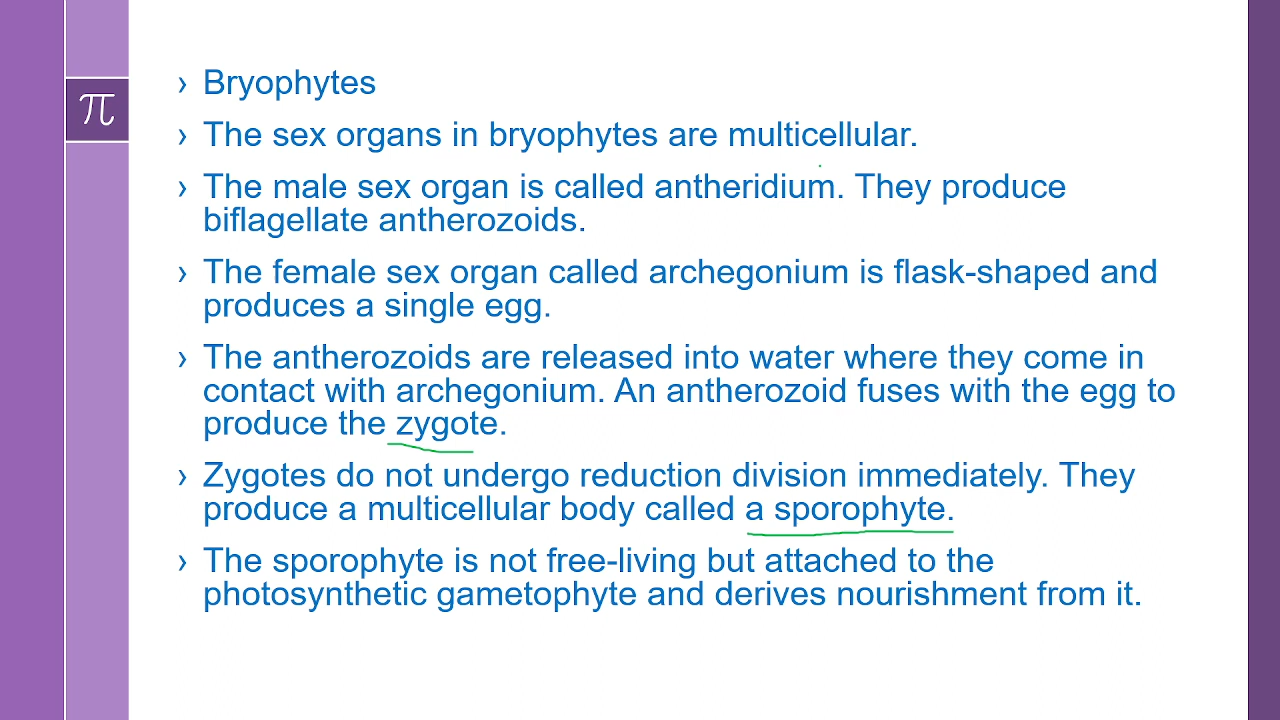 π
› Bryophytes
› The sex organs in bryophytes are multicellular.
› The male sex organ is called antheridium. They produce
biflagellate antherozoids.
› The female sex organ called archegonium is flask-shaped and
produces a single egg.
› The antherozoids are released into water where they come in
contact with archegonium. An antherozoid fuses with the egg to
produce the zygote.
› Zygotes do not undergo reduction division immediately. They
produce a multicellular body called a sporophyte.
› The sporophyte is not free-living but attached to the
photosynthetic gametophyte and derives nourishment from it.